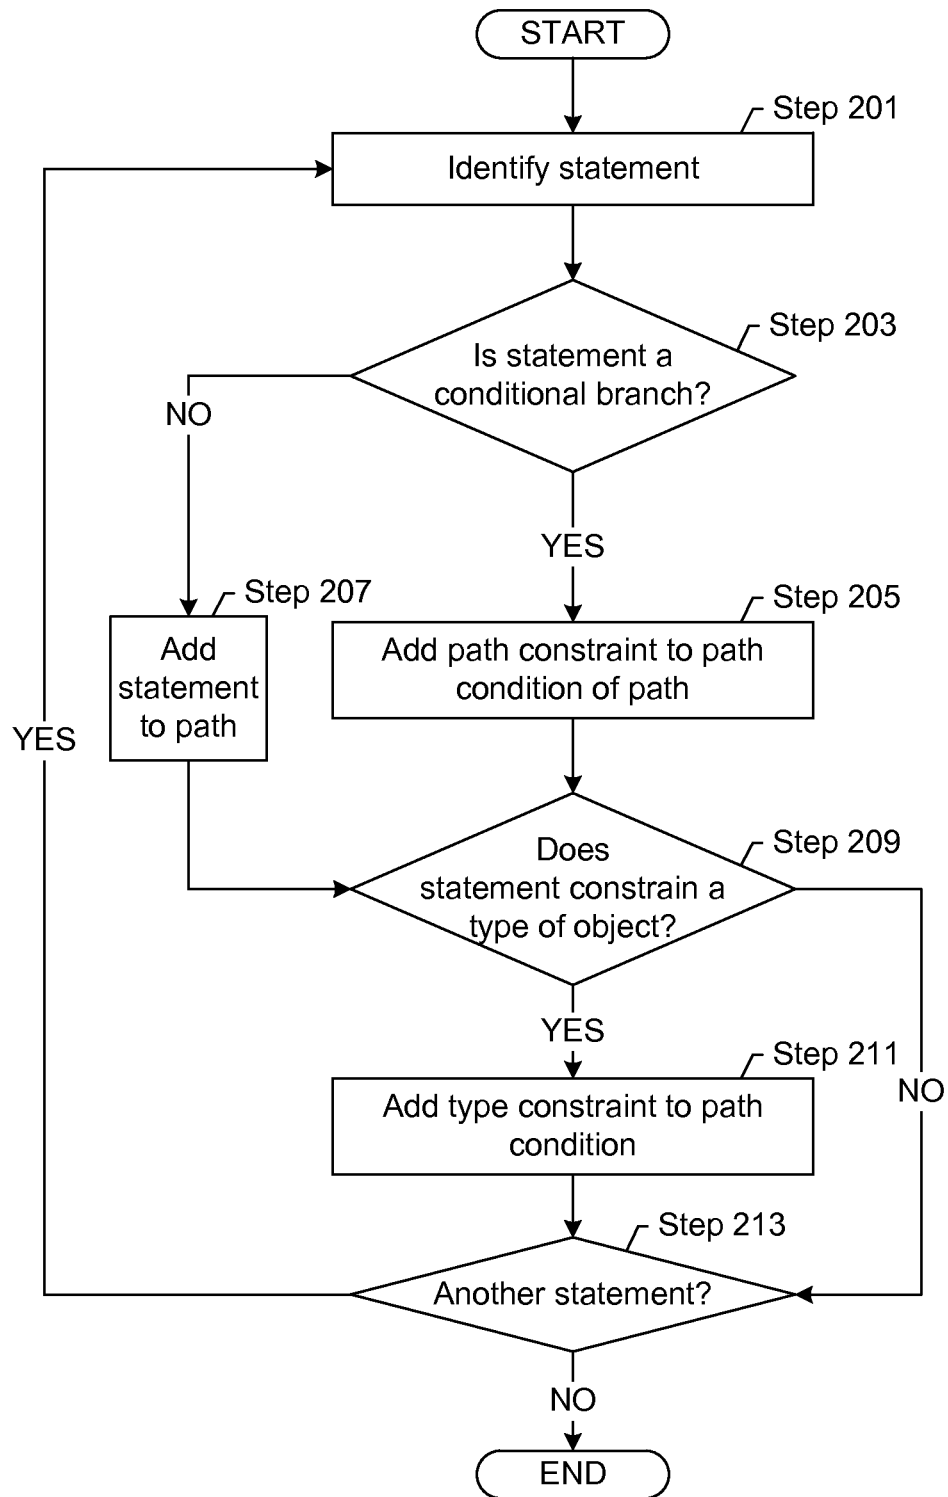 START
Step 201
Identify statement
Step 203
Is statement a
conditional branch?
NO
YES
Step 207
Step 205
Add
statement
to path
Add path constraint to path
condition of path
YES
Step 209
Does
statement constrain a
type of object?
YES
Step 211
NO
Add type constraint to path
condition
Step 213
Another statement?
NO
END